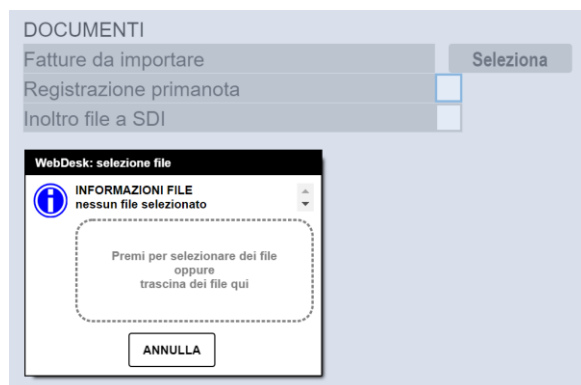 DOCUMENTI
Fatture da importare
Seleziona
Registrazione primanota
Inoltro file a SDI
WebDesk: selezione file
INFORMAZIONI FILE
nessun file selezionato
Premi per selezionare dei file
oppure
trascina dei file qui
ANNULLA